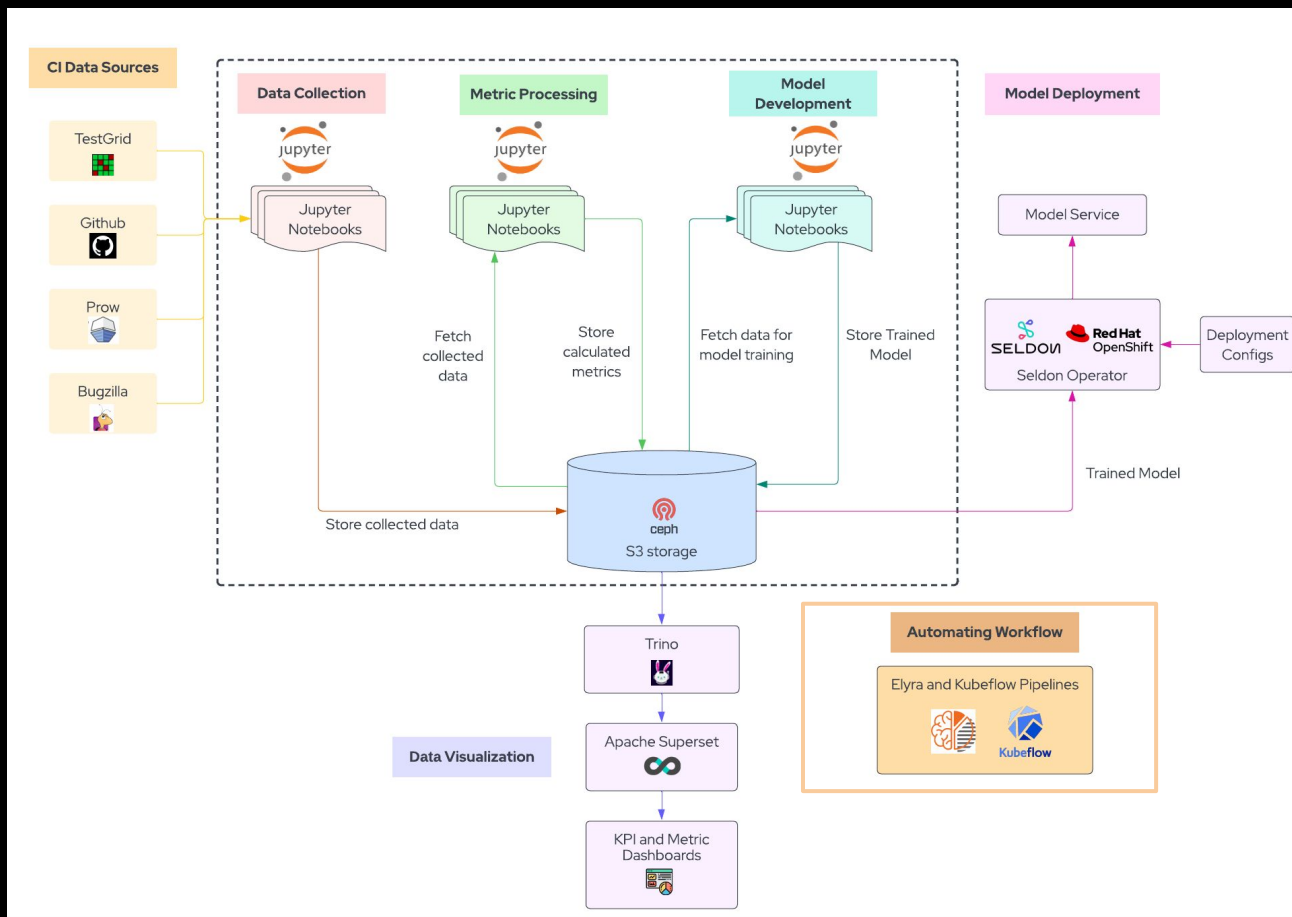 CI Data Sources
TestGrid
Github
Prow
Bugzilla
Data Collection
jupyter
Jupyter
Notebooks
Metric Processing
jupyter
Jupyter
Notebooks
Model
Development
jupyter
Jupyter
Notebooks
Fetch
collected
data
Store
calculated
metrics
Fetch data for
model training
Store Trained
Model
Store collected data
ceph
S3 storage
Model Deployment
Model Service
SELDON
Red Hat
OpenShift
Seldon Operator
Deployment
Configs
Trained Model
Trino
Data Visualization
Apache Superset
KPI and Metric
Dashboards
Automating Workflow
Elyra and Kubeflow Pipelines
Kubeflow